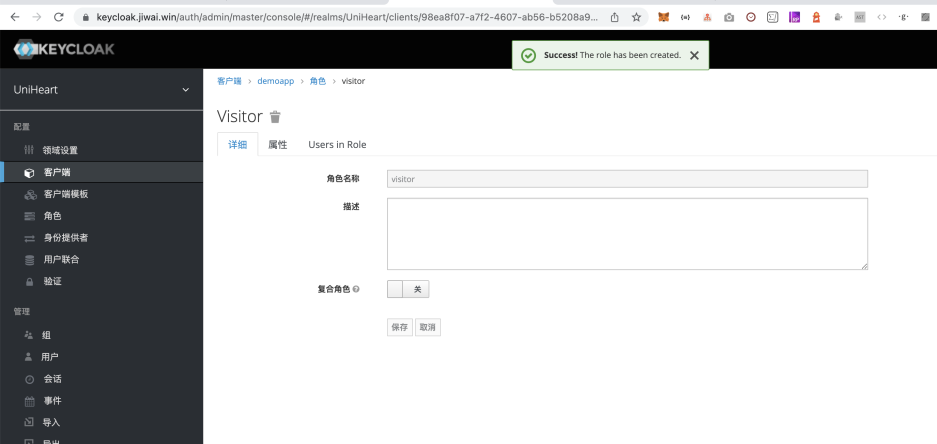 keycloak.jiwai.win/auth/admin/master/console/#/realms/UniHeart/clients/98ea8f07-a7f2-4607-ab56-b5208a9...
KEYCLOAK
Success! The role has been created.
UniHeart
客户端 > demoapp > 角色 > visitor
Visitor
配置
详细 属性 Users in Role
领域设置
客户端
角色名称 visitor
客户端模板
描述
角色
身份提供者
用户联合
验证
复合角色 关
管理
保存 取消
组
用户
会话
事件
导入
导出